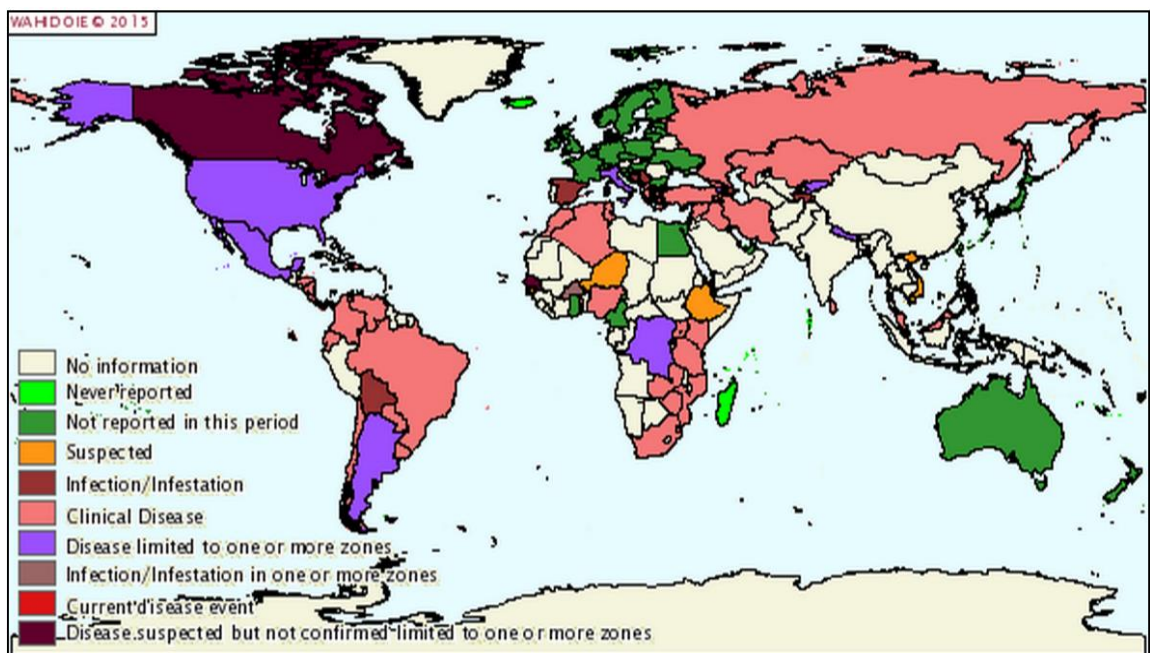 WAHIDOIE © 2015
No information
Never reported
Not reported in this period
Suspected
Infection/Infestation
Clinical Disease
Disease limited to one or more zones
Infection/Infestation in one or more zones
Current disease event
Disease suspected but not confirmed limited to one or more zones